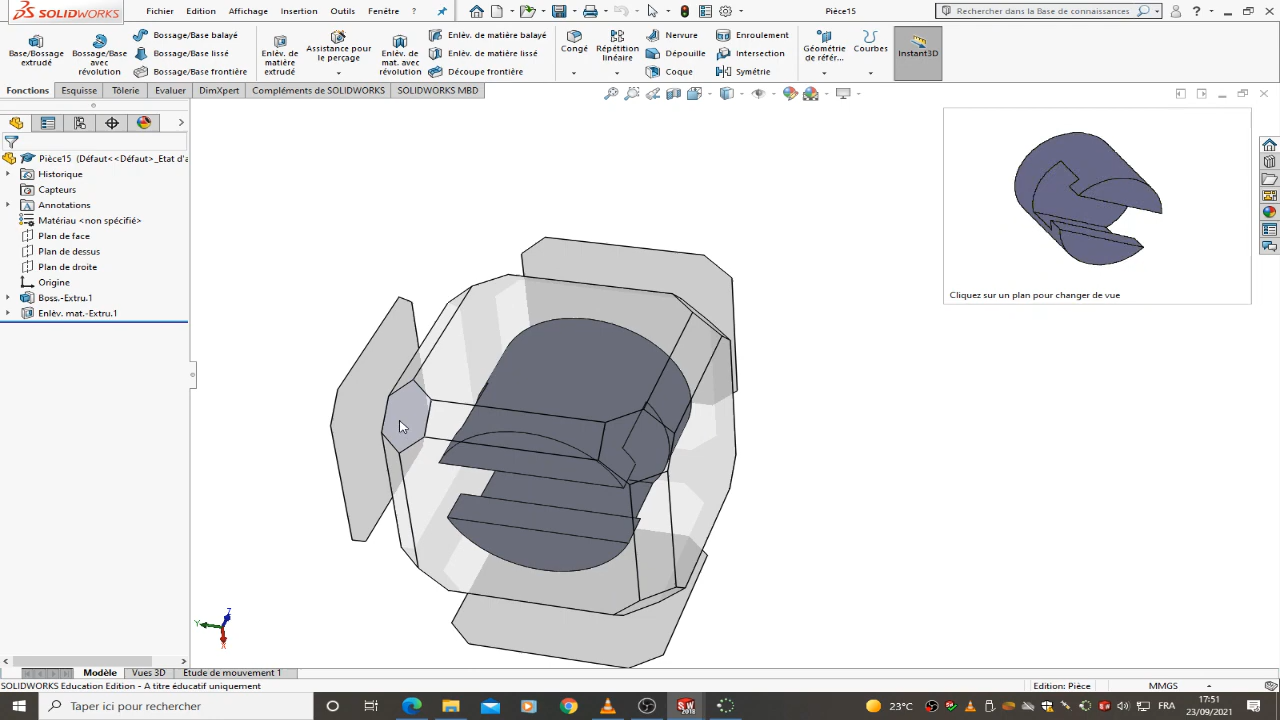 SOLIDWORKS
Fichier Edition Affichage Insertion Outils Fenêtre ?
Pièce15
Rechercher dans la Base de connaissances
Base/Bossage extrudé
Bossage/Base avec révolution
Bossage/Base balayé
Bossage/Base lissé
Bossage/Base frontière
Enlèv. de matière extrudé
Assistance pour le perçage
Enlèv. de mat. avec révolution
Enlèv. de matière balayé
Enlèv. de matière lissé
Découpe frontière
Congé
Répétition linéaire
Nervure
Dépouille
Coque
Enroulement
Intersection
Symétrie
Géométrie de référ...
Courbes
Instant3D
Fonctions Esquisse Tôlerie Evaluer DimXpert Compléments de SOLIDWORKS SOLIDWORKS MBD
Pièce15 (Défaut<<Défaut>_Etat d'a
Historique
Capteurs
Annotations
Matériau <non spécifié>
Plan de face
Plan de dessus
Plan de droite
Origine
Boss.-Extru.1
Enlèv. mat.-Extru.1
Cliquez sur un plan pour changer de vue
Z
Y
X
Modèle Vues 3D Etude de mouvement 1
SOLIDWORKS Education Edition - A titre éducatif uniquement
Edition: Pièce MMGS
Taper ici pour rechercher
SW
2018
23°C
FRA
17:51
23/09/2021